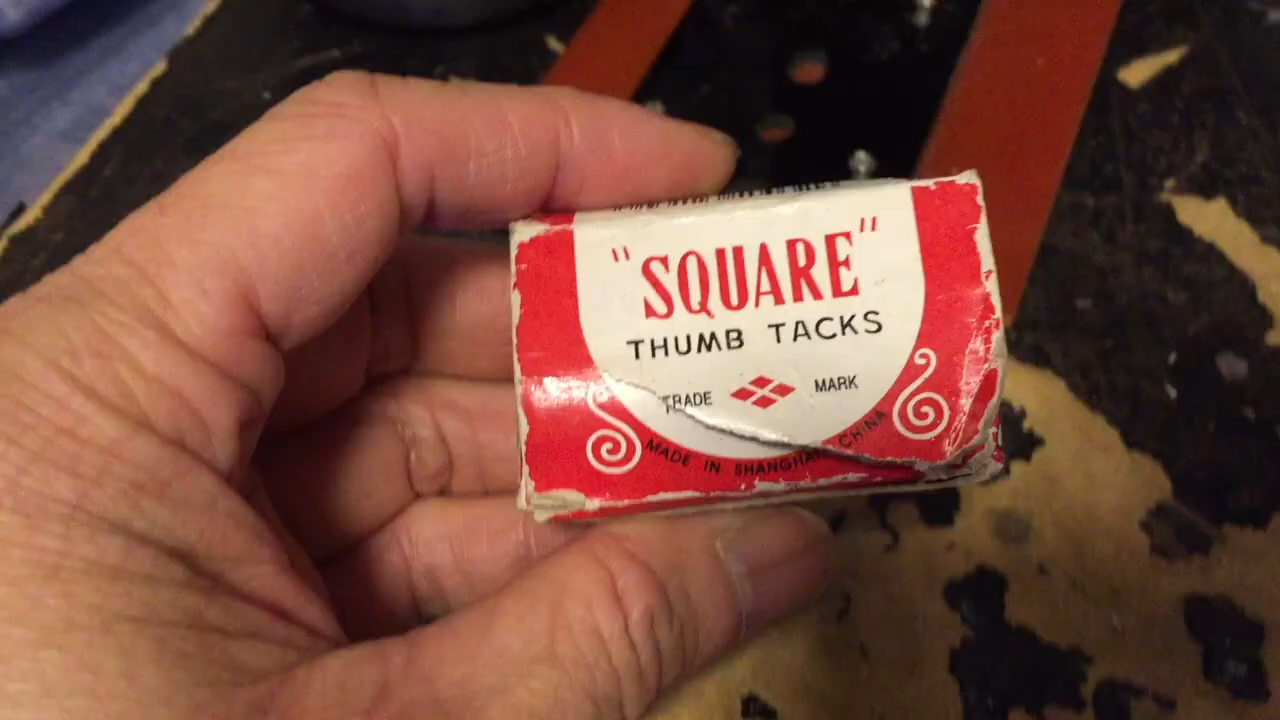 "SQUARE"
THUMB TACKS
TRADE MARK
MADE IN SHANGHAI CHINA